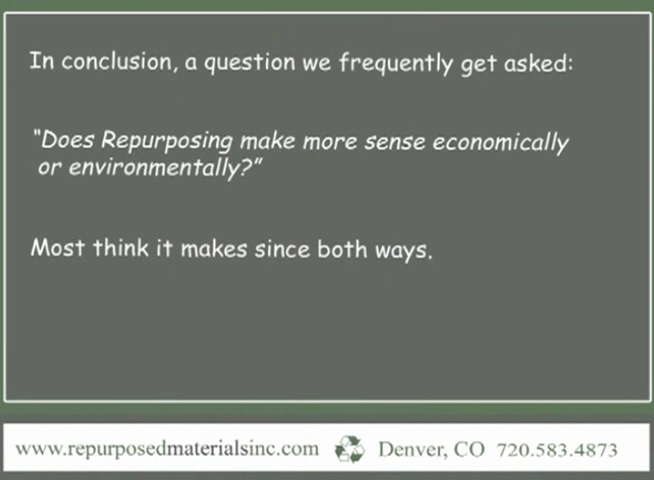 In conclusion, a question we frequently get asked:
"Does Repurposing make more sense economically
or environmentally?"
Most think it makes since both ways.
www.repurposedmaterialsinc.com Denver, CO 720.583.4873